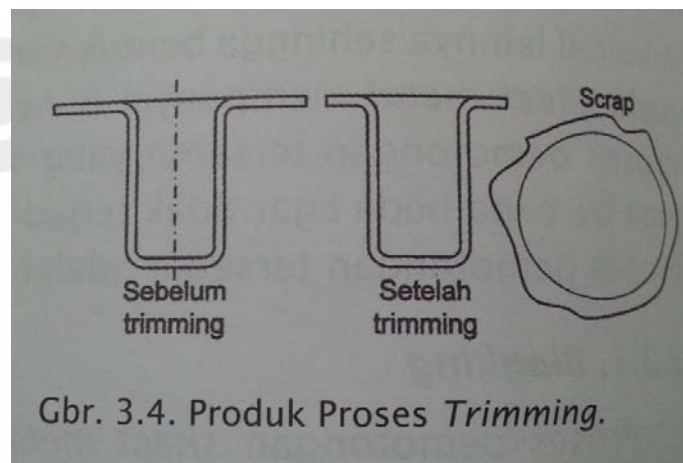 Scrap
Sebelum
trimming
Setelah
trimming
Gbr. 3.4. Produk Proses Trimming.